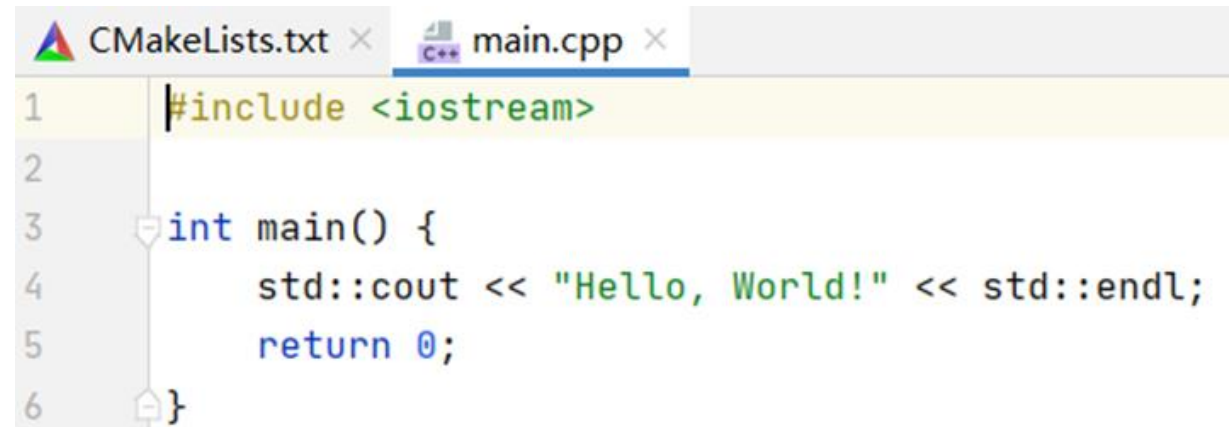 CMakeLists.txt × C++ main.cpp ×
1 #include <iostream>
2
3 int main() {
4     std::cout << "Hello, World!" << std::endl;
5     return 0;
6 }